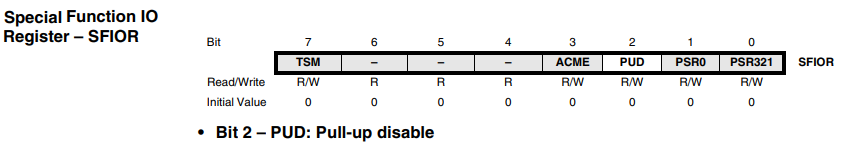 Special Function IO
Register – SFIOR
Bit 7 6 5 4 3 2 1 0
TSM – – – ACME PUD PSR0 PSR321 SFIOR
Read/Write R/W R R R R/W R/W R/W R/W
Initial Value 0 0 0 0 0 0 0 0
• Bit 2 – PUD: Pull-up disable